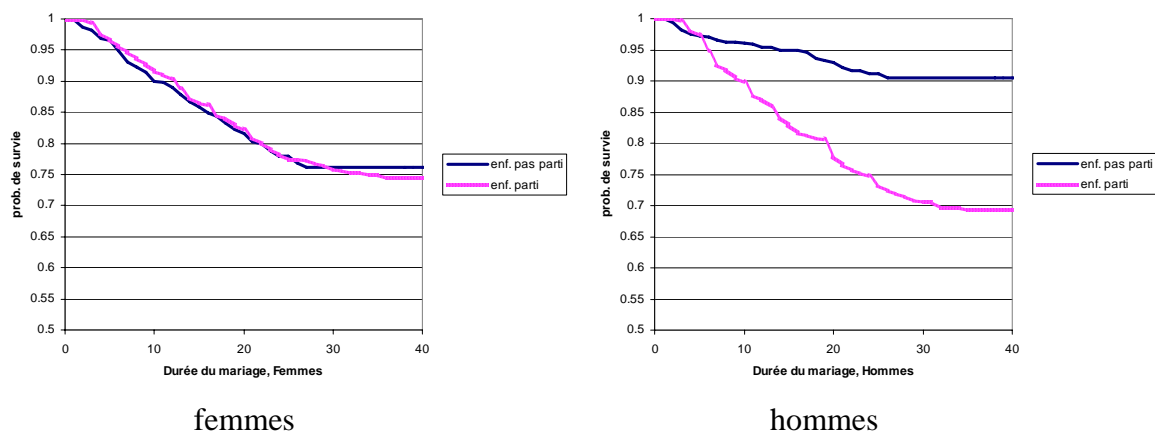 prob. de survie
1
0.95
0.9
0.85
0.8
0.75
0.7
0.65
0.6
0.55
0.5
0 10 20 30 40
Durée du mariage, Femmes
enf. pas parti
enf. parti
femmes
prob. de survie
1
0.95
0.9
0.85
0.8
0.75
0.7
0.65
0.6
0.55
0.5
0 10 20 30 40
Durée du mariage, Hommes
enf. pas parti
enf. parti
hommes